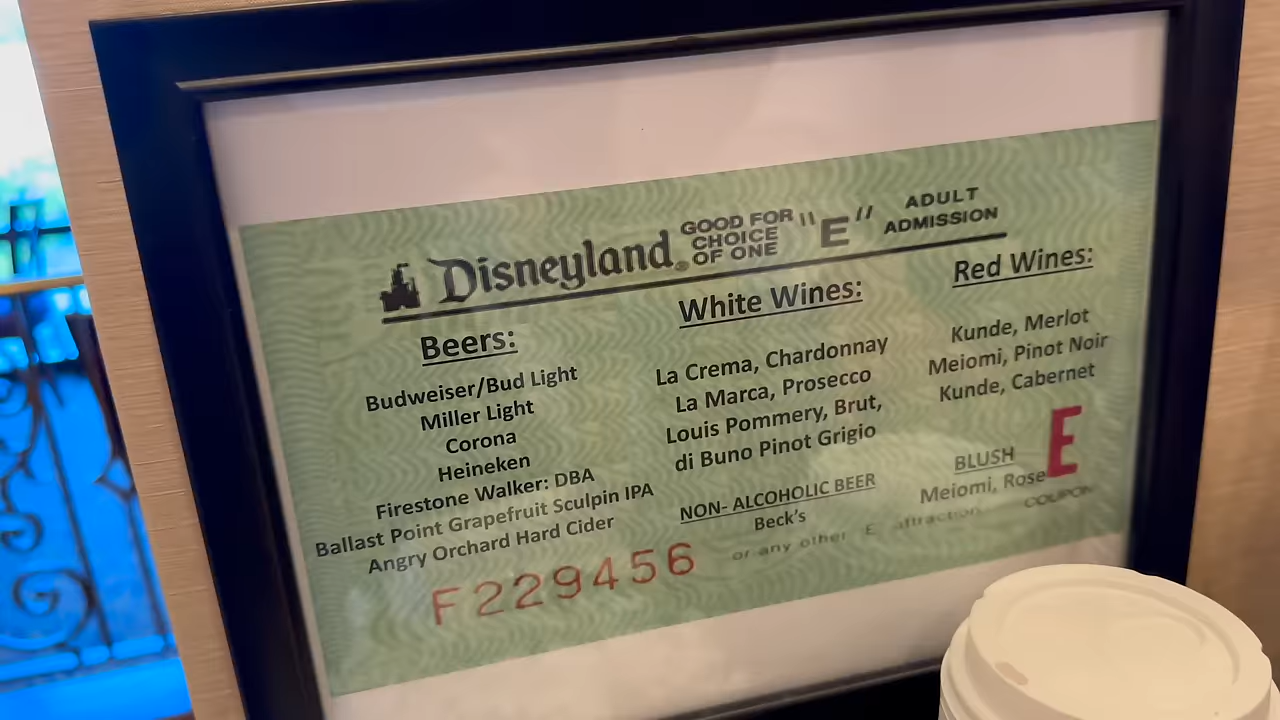 Disneyland
GOOD FOR
CHOICE
OF ONE
"E"
ADULT
ADMISSION
Beers:
Budweiser/Bud Light
Miller Light
Corona
Heineken
Firestone Walker: DBA
Ballast Point Grapefruit Sculpin IPA
Angry Orchard Hard Cider
White Wines:
La Crema, Chardonnay
La Marca, Prosecco
Louis Pommery, Brut,
di Buno Pinot Grigio
NON- ALCOHOLIC BEER
Beck's
Red Wines:
Kunde, Merlot
Meiomi, Pinot Noir
Kunde, Cabernet
BLUSH
Meiomi, Rose
E
COUPON
or any other E attraction
F229456